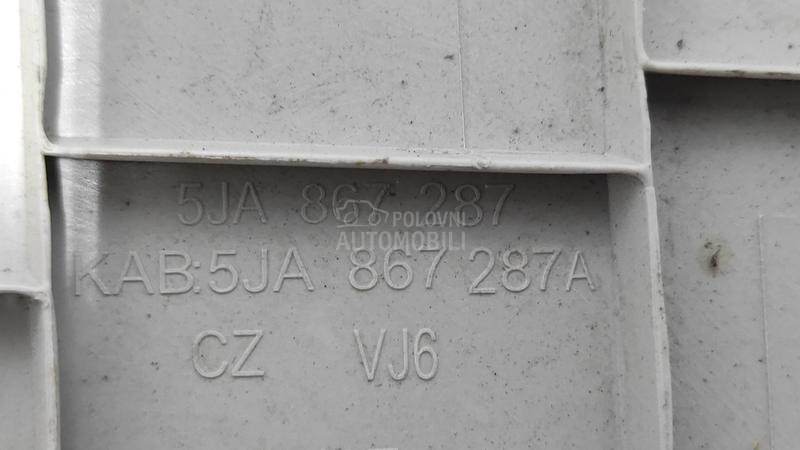 5JA 867 287
POLOVNI
AUTOMOBILI
KAB:5JA 867 287A
CZ VJ6